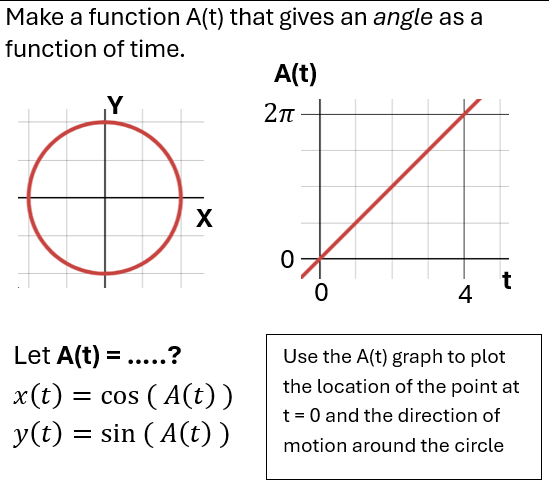 Make a function A(t) that gives an angle as a
function of time.
A(t)
Y
2π
X
0
t
0
4
Let A(t) = .....?
x(t) = cos ( A(t) )
y(t) = sin ( A(t) )
Use the A(t) graph to plot
the location of the point at
t = 0 and the direction of
motion around the circle